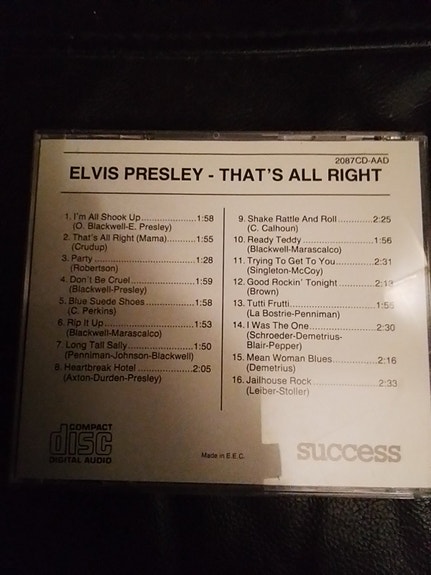 2087CD-AAD
ELVIS PRESLEY - THAT'S ALL RIGHT
1. I'm All Shook Up..............1:58
(O. Blackwell-E. Presley)
2. That's All Right (Mama)..........1:55
(Crudup)
3. Party..............................1:28
(Robertson)
4. Don't Be Cruel..................1:59
(Blackwell-Presley)
5. Blue Suede Shoes..............1:58
(C. Perkins)
6. Rip It Up..........................1:53
(Blackwell-Marasalco)
7. Long Tall Sally...................1:50
(Penniman-Johnson-Blackwell)
8. Heartbreak Hotel...............2:05
(Axton-Durden-Presley)
9. Shake Rattle And Roll...............2:25
(C. Calhoun)
10. Ready Teddy.......................1:56
(Blackwell-Marascalco)
11. Trying To Get To You.............2:31
(Singleton-McCoy)
12. Good Rockin' Tonight............
(Brown)
13. Tutti Frutti...........................
(La Bostrie-Penniman)
14. I Was The One....................2:30
(Schroeder-Demetrius-
Blair-Pepper)
15. Mean Woman Blues.............2:16
(Demetrius)
16. Jailhouse Rock....................2:33
(Leiber-Stoller)
COMPACT
disc
DIGITAL AUDIO
Made in E.E.C.
success